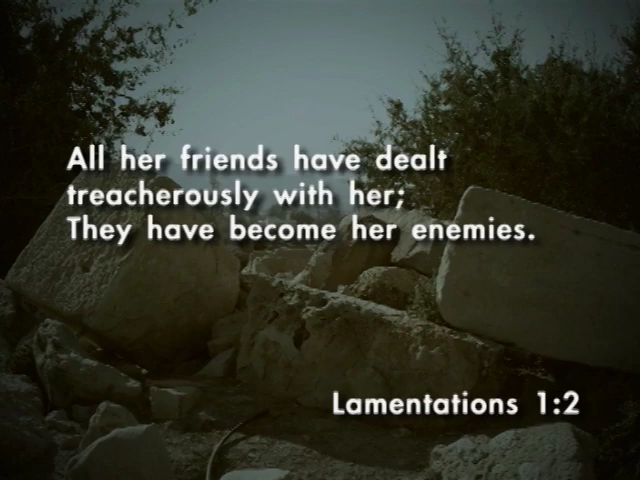 All her friends have dealt
treacherously with her;
They have become her enemies.
Lamentations 1:2